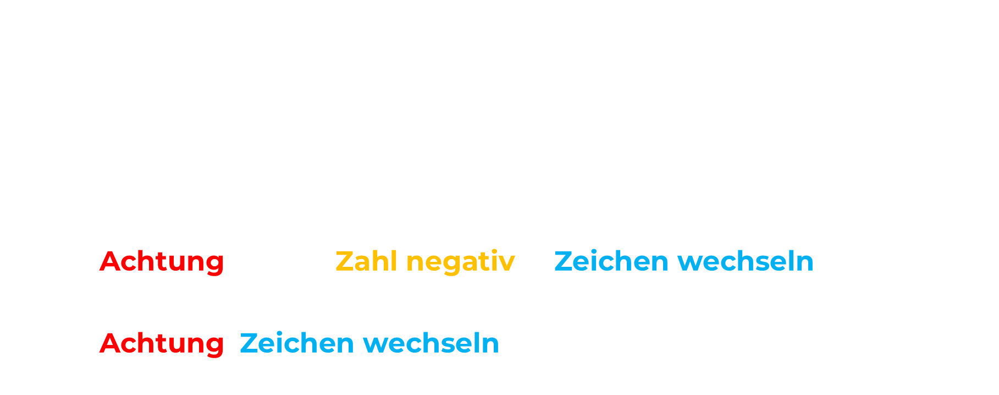 Achtung Zahl negativ Zeichen wechseln
Achtung Zeichen wechseln